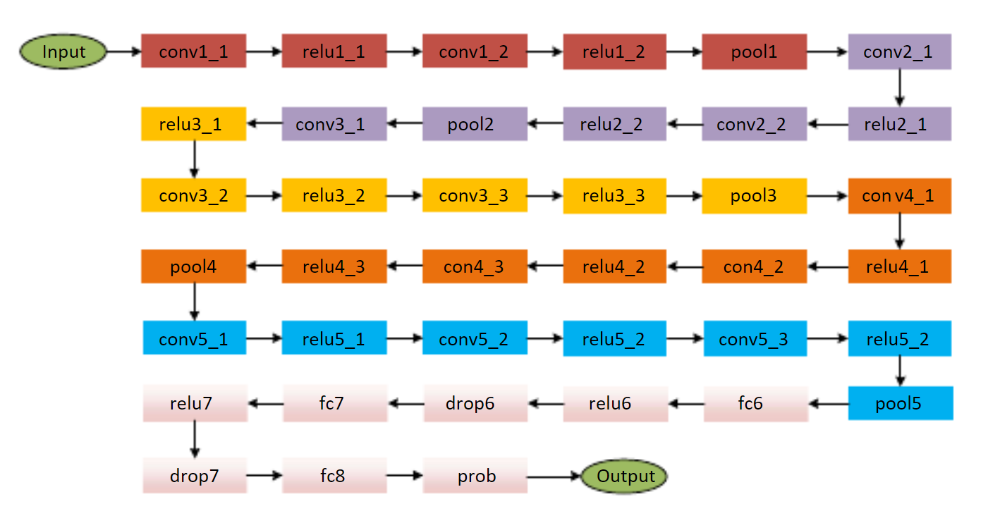 Input conv1_1 relu1_1 conv1_2 relu1_2 pool1 conv2_1
relu3_1 conv3_1 pool2 relu2_2 conv2_2 relu2_1
conv3_2 relu3_2 conv3_3 relu3_3 pool3 conv4_1
pool4 relu4_3 con4_3 relu4_2 con4_2 relu4_1
conv5_1 relu5_1 conv5_2 relu5_2 conv5_3 relu5_2
relu7 fc7 drop6 relu6 fc6 pool5
drop7 fc8 prob Output